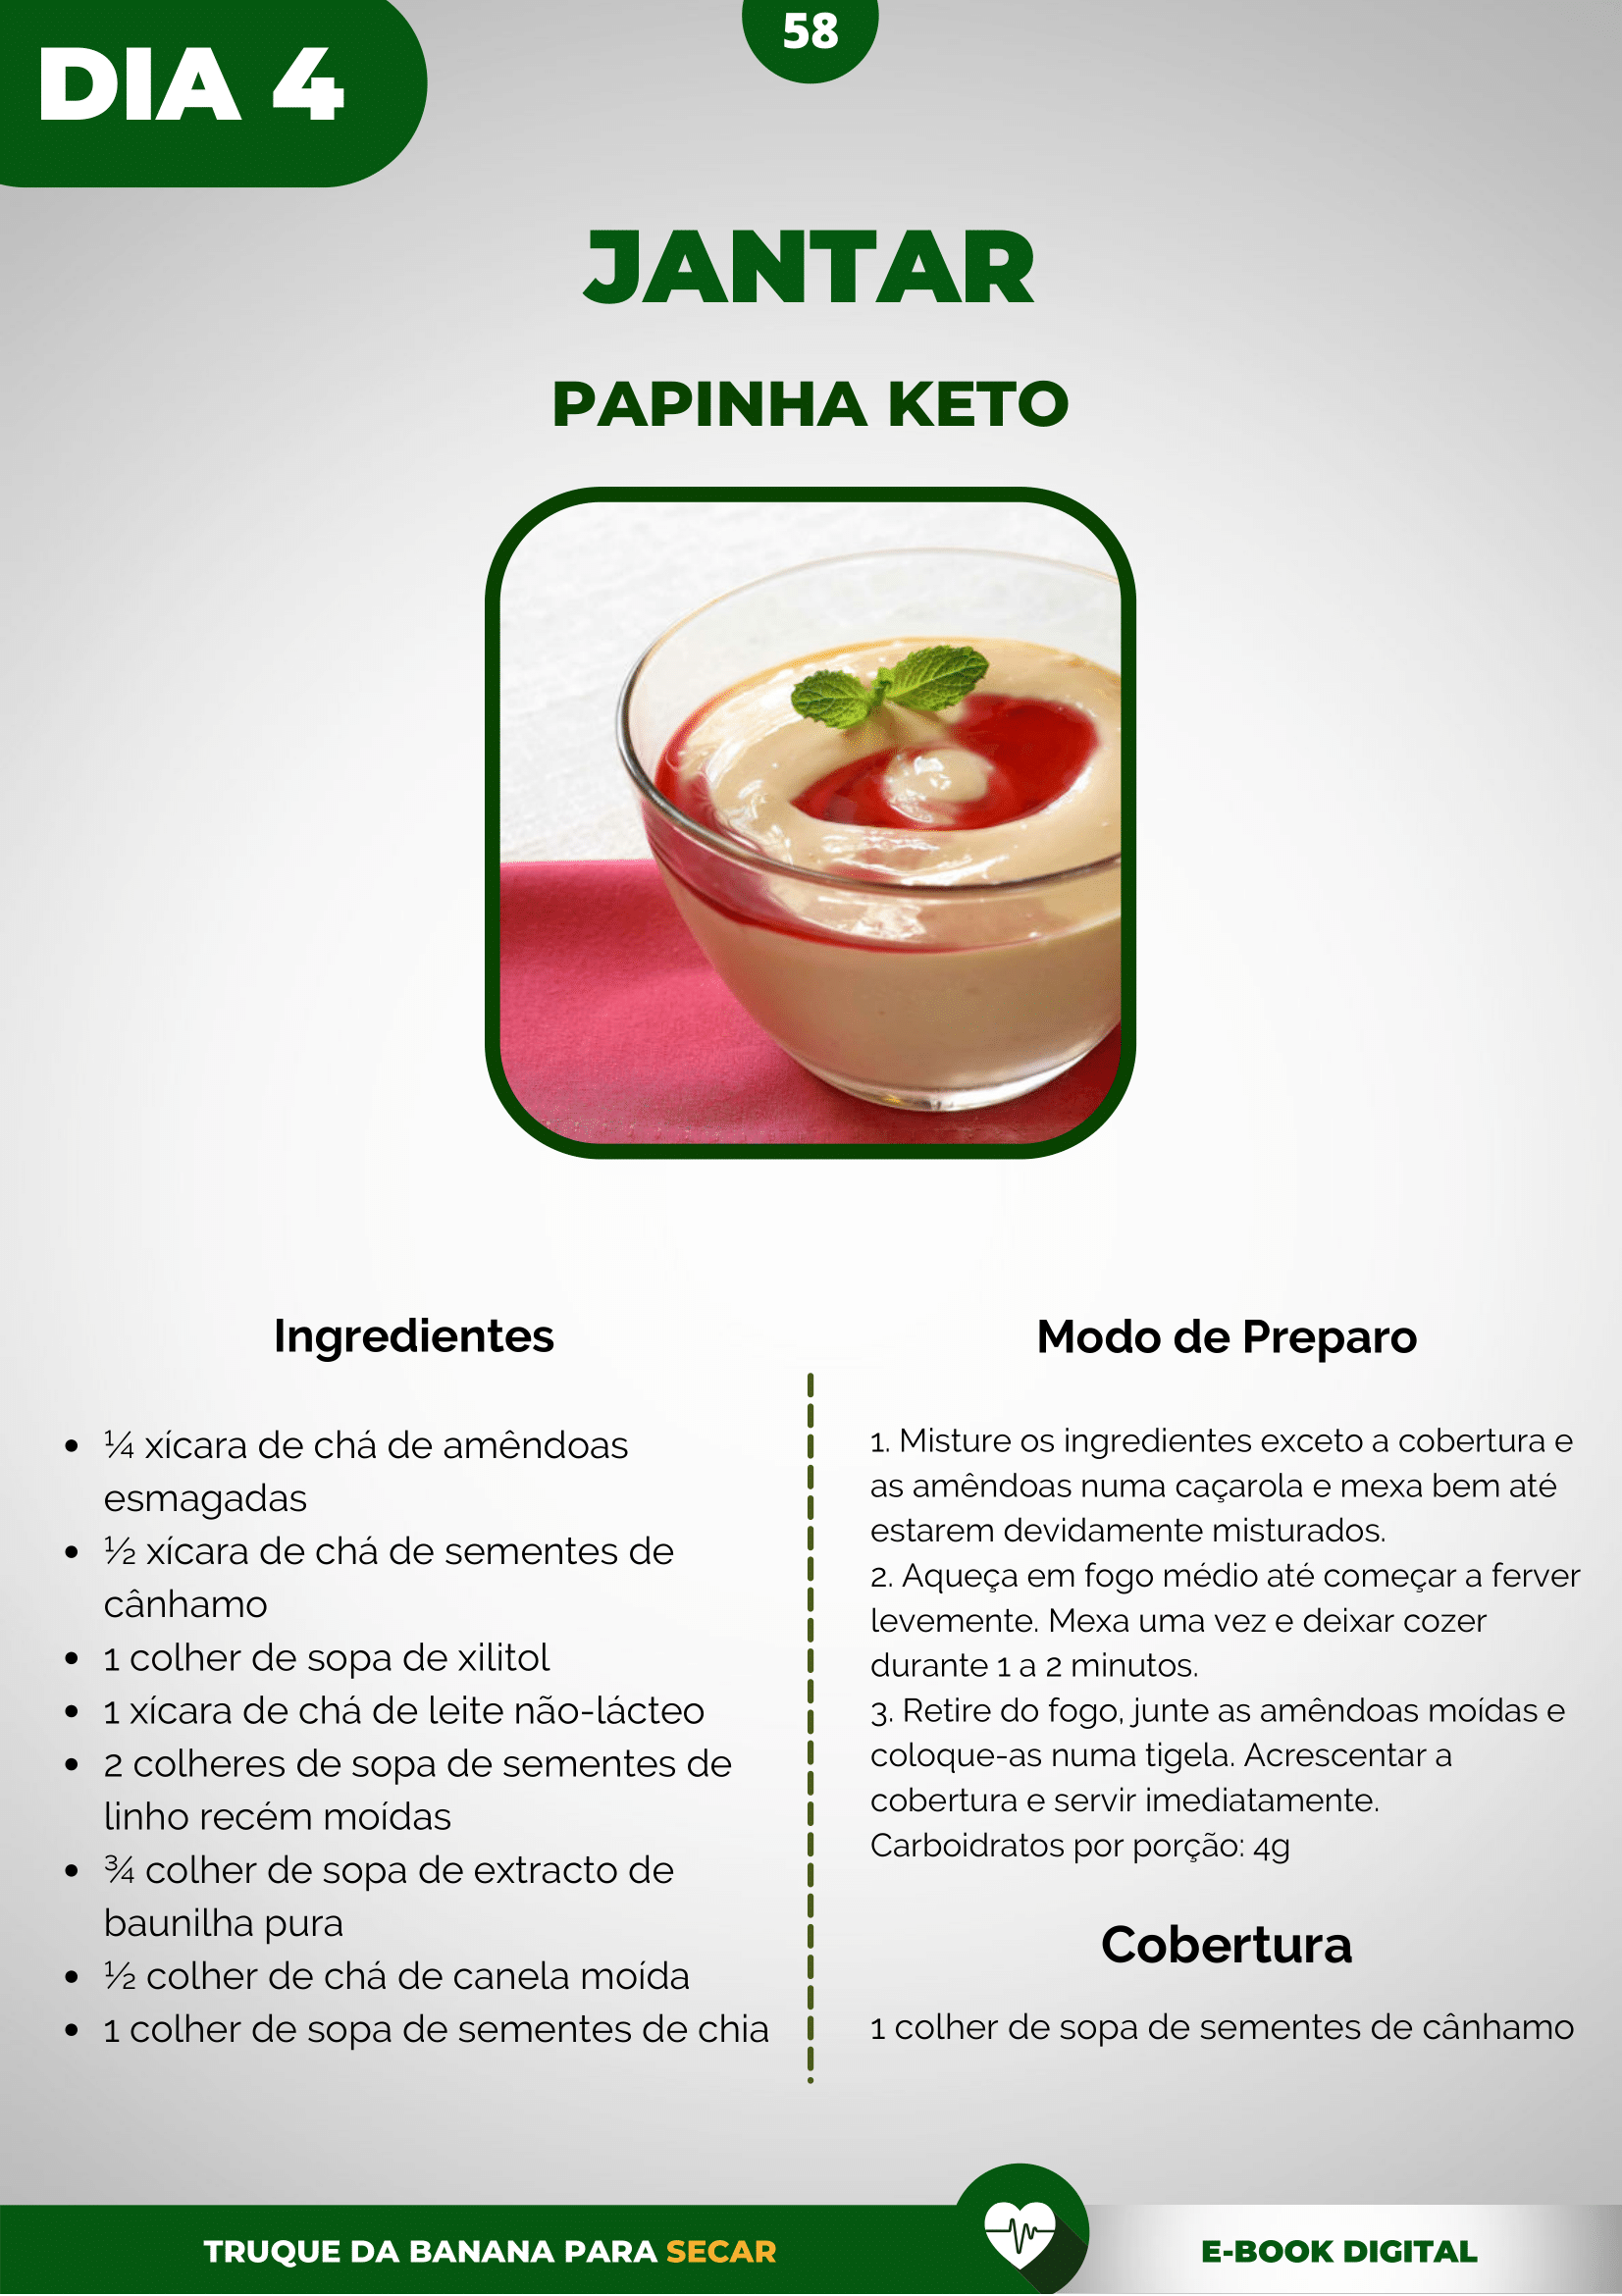 DIA 4
58
JANTAR
PAPINHA KETO
Ingredientes
• ¼ xícara de chá de amêndoas
esmagadas
• ½ xícara de chá de sementes de
cânhamo
• 1 colher de sopa de xilitol
• 1 xícara de chá de leite não-lácteo
• 2 colheres de sopa de sementes de
linho recém moídas
• ¾ colher de sopa de extracto de
baunilha pura
• ½ colher de chá de canela moída
• 1 colher de sopa de sementes de chia
Modo de Preparo
1. Misture os ingredientes exceto a cobertura e
as amêndoas numa caçarola e mexa bem até
estarem devidamente misturados.
2. Aqueça em fogo médio até começar a ferver
levemente. Mexa uma vez e deixar cozer
durante 1 a 2 minutos.
3. Retire do fogo, junte as amêndoas moídas e
coloque-as numa tigela. Acrescentar a
cobertura e servir imediatamente.
Carboidratos por porção: 4g
Cobertura
1 colher de sopa de sementes de cânhamo
TRUQUE DA BANANA PARA SECAR
E-BOOK DIGITAL